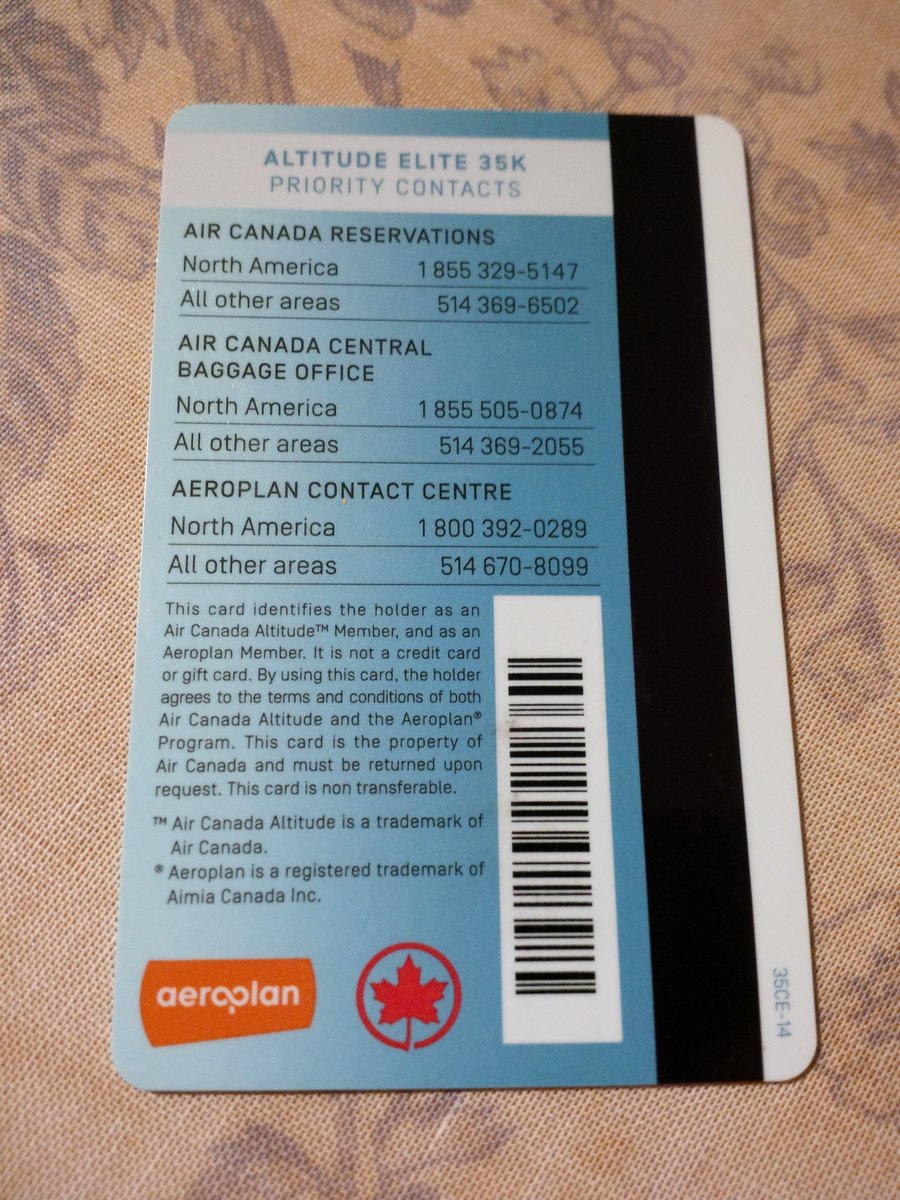 ALTITUDE ELITE 35K
PRIORITY CONTACTS
AIR CANADA RESERVATIONS
North America 1 855 329-5147
All other areas 514 369-6502
AIR CANADA CENTRAL
BAGGAGE OFFICE
North America 1 855 505-0874
All other areas 514 369-2055
AEROPLAN CONTACT CENTRE
North America 1 800 392-0289
All other areas 514 670-8099
This card identifies the holder as an
Air Canada Altitude™ Member, and as an
Aeroplan Member. It is not a credit card
or gift card. By using this card, the holder
agrees to the terms and conditions of both
Air Canada Altitude and the Aeroplan®
Program. This card is the property of
Air Canada and must be returned upon
request. This card is non transferable.
™ Air Canada Altitude is a trademark of
Air Canada.
® Aeroplan is a registered trademark of
Aimia Canada Inc.
aeroplan
35CE-14